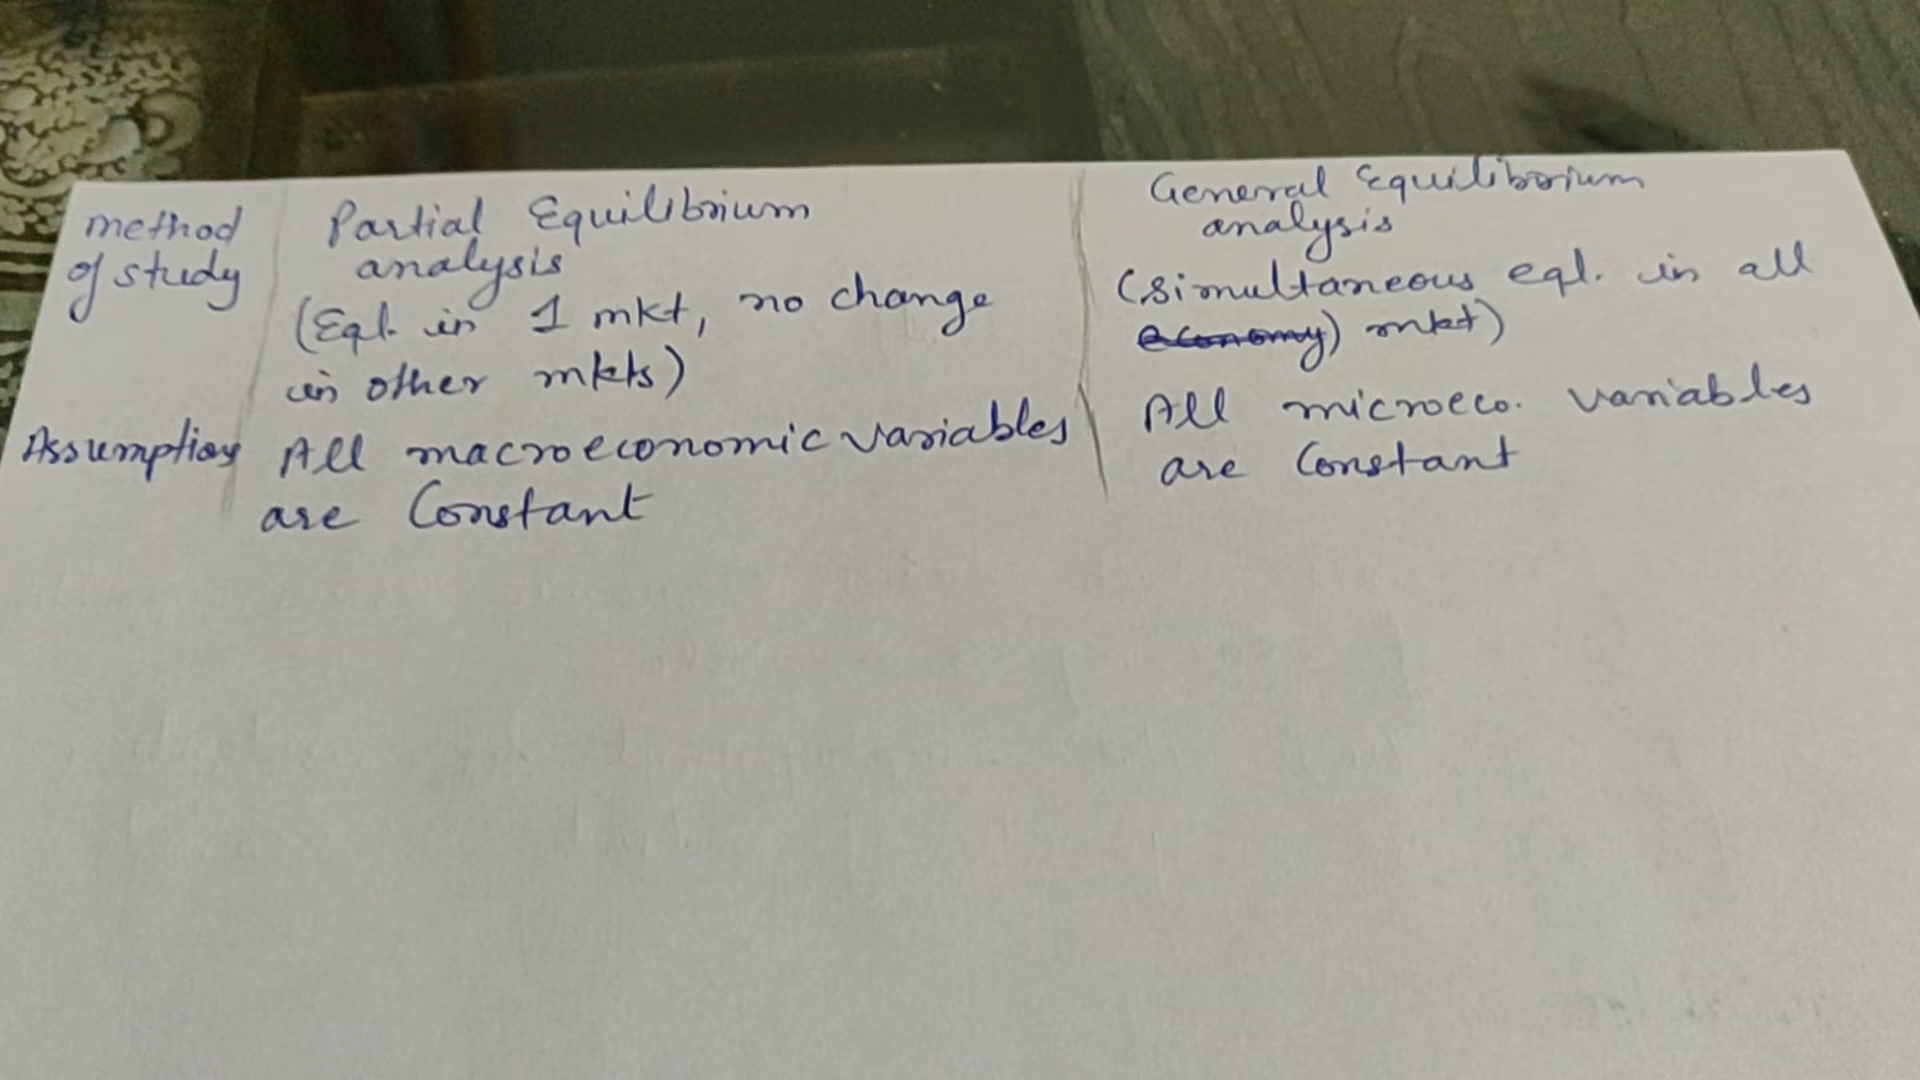 method
of study
Partial Equilibrium
analysis
(Eql. in 1 mkt, no change
in other mkts)
General Equilibrium
analysis
(simultaneous eql. in all
economy) mkt)
Assumption
All macroeconomic variables
are Constant
All microeco. variables
are Constant